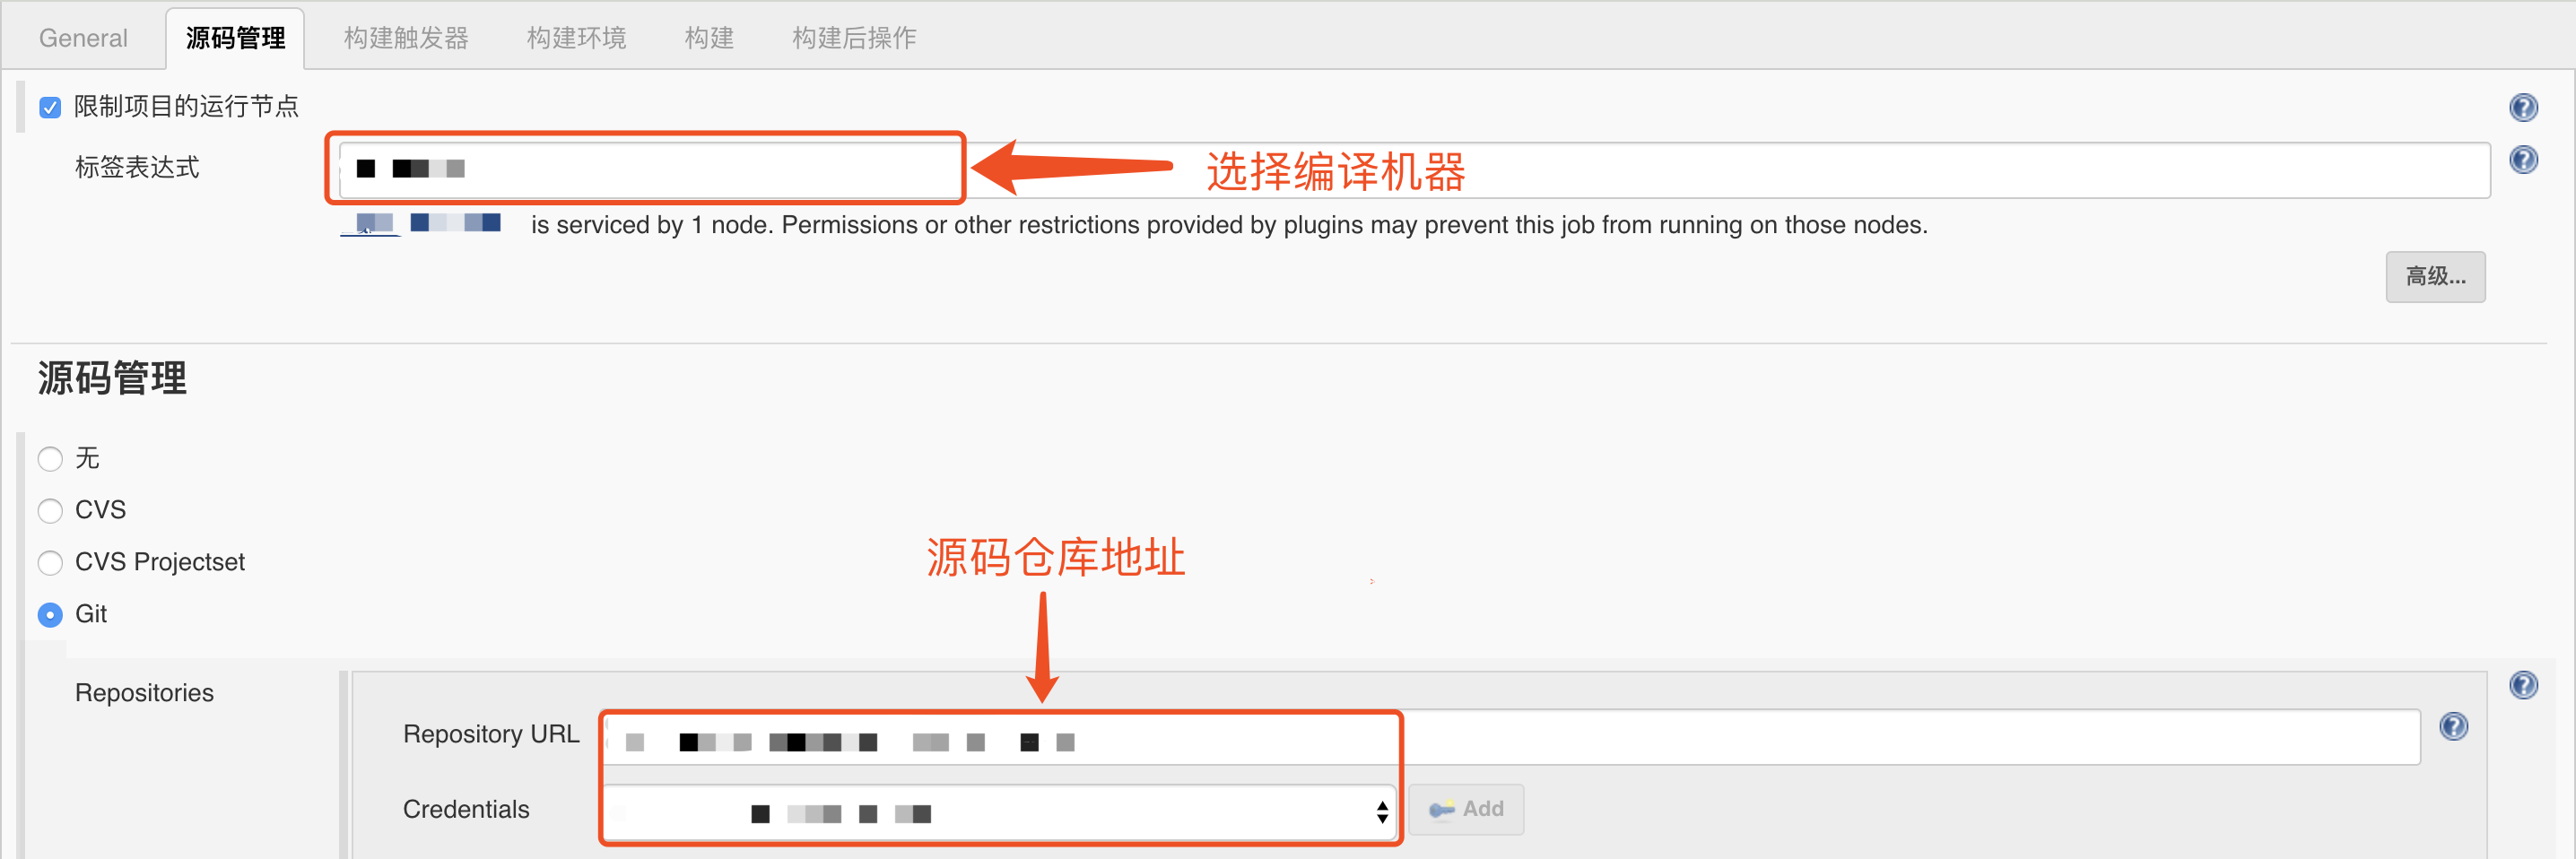 General 源码管理 构建触发器 构建环境 构建 构建后操作
限制项目的运行节点
标签表达式
选择编译机器
is serviced by 1 node. Permissions or other restrictions provided by plugins may prevent this job from running on those nodes.
高级...
源码管理
无
CVS
CVS Projectset
源码仓库地址
Git
Repositories
Repository URL
Credentials
Add